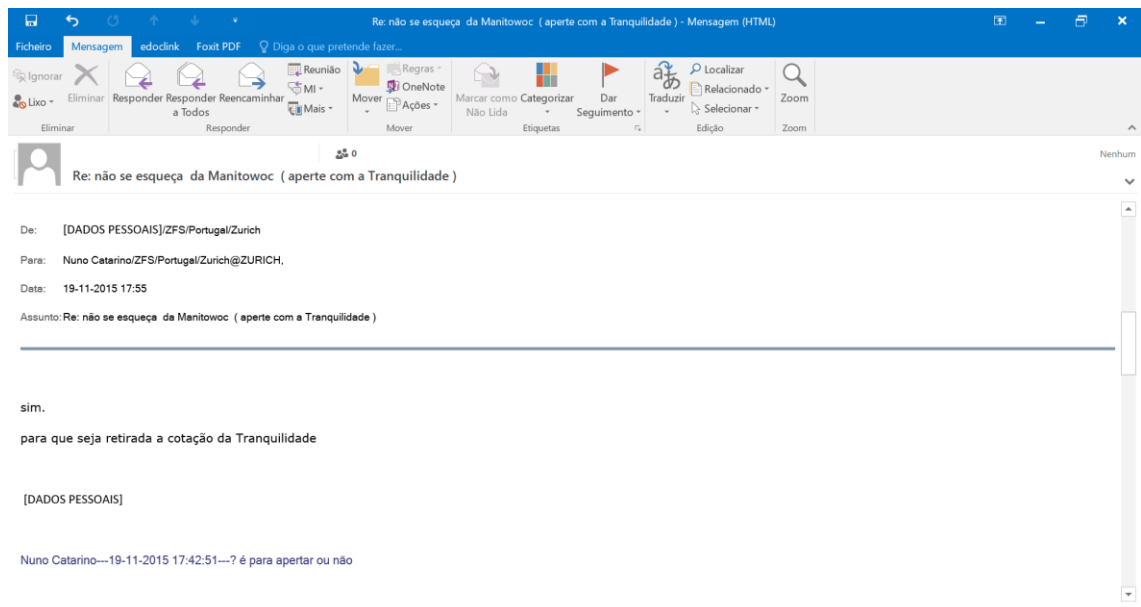 Re: não se esqueça da Manitowoc ( aperte com a Tranquilidade ) - Mensagem (HTML)
Ficheiro Mensagem edoclink Foxit PDF Diga o que pretende fazer...
Ignorar
Lixo
Eliminar
Responder
Responder a Todos
Reencaminhar
Reunião
MI
Mais
Mover
Regras
OneNote
Ações
Marcar como Não Lida
Categorizar
Dar Seguimento
Traduzir
Localizar
Relacionado
Selecionar
Zoom
Eliminar Responder Mover Etiquetas Edição Zoom
0
Nenhum
Re: não se esqueça da Manitowoc ( aperte com a Tranquilidade )
De: [DADOS PESSOAIS]/ZFS/Portugal/Zurich
Para: Nuno Catarino/ZFS/Portugal/Zurich@ZURICH,
Data: 19-11-2015 17:55
Assunto: Re: não se esqueça da Manitowoc ( aperte com a Tranquilidade )
sim.
para que seja retirada a cotação da Tranquilidade
[DADOS PESSOAIS]
Nuno Catarino---19-11-2015 17:42:51---? é para apertar ou não